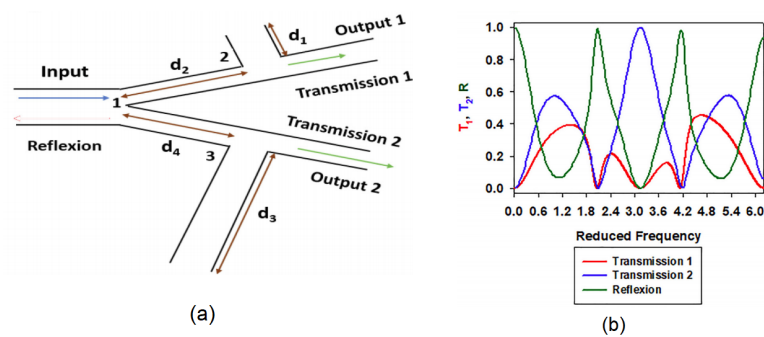 d1
Output 1
d2
2
Input
Transmission 1
1
Transmission 2
Reflexion
d4
3
Output 2
d3
(a)
T1, T2, R
1.0
0.8
0.6
0.4
0.2
0.0
0.0 0.6 1.2 1.8 2.4 3.0 3.6 4.2 4.8 5.4 6.0
Reduced Frequency
Transmission 1
Transmission 2
Reflexion
(b)